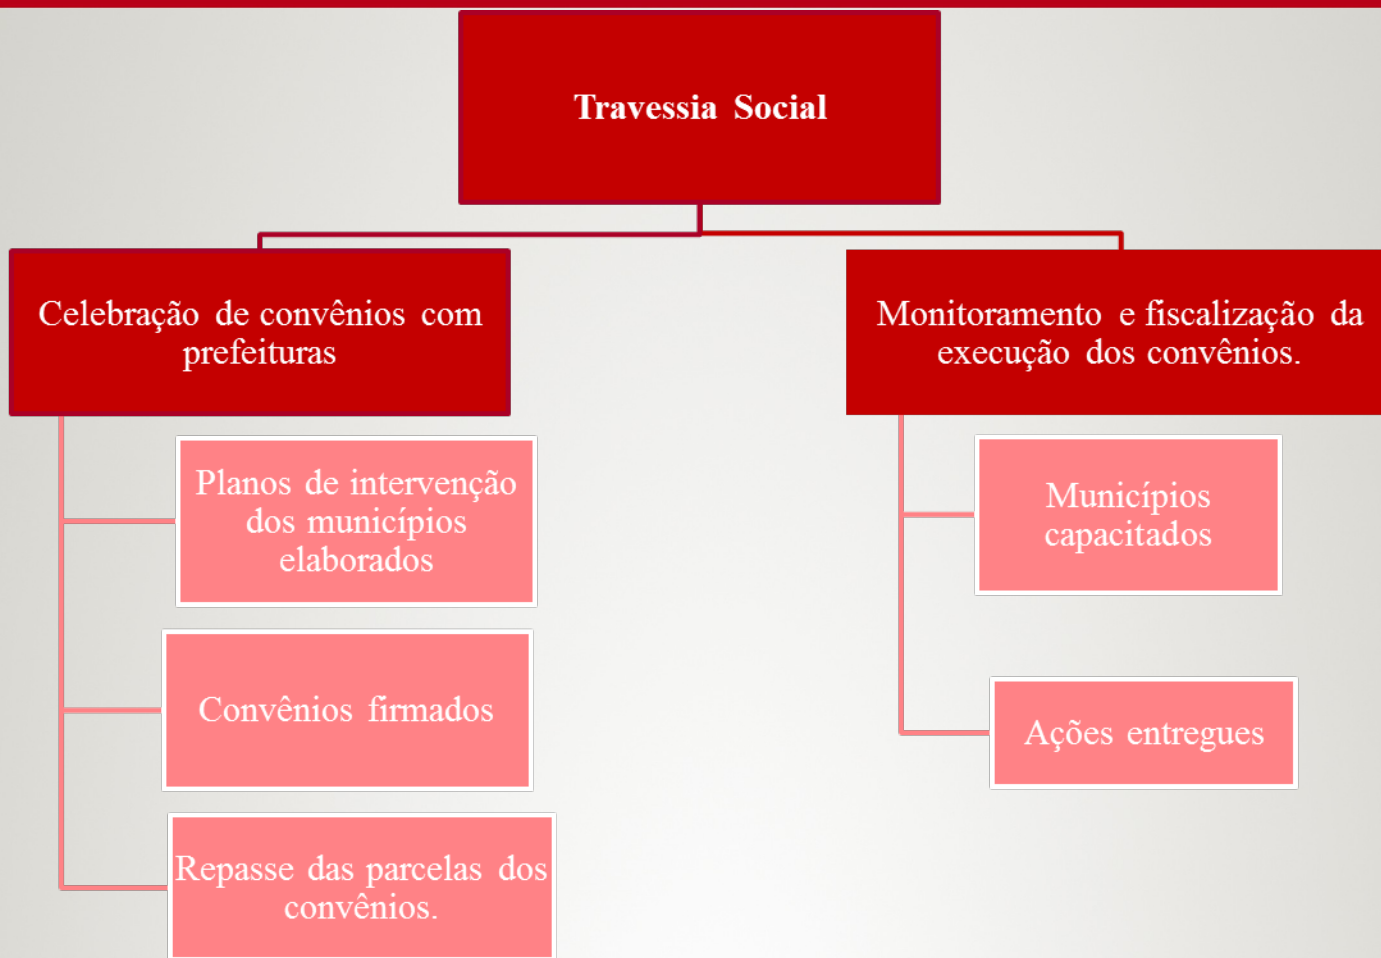 Travessia Social
Celebração de convênios com
prefeituras
Planos de intervenção
dos municípios
elaborados
Convênios firmados
Repasse das parcelas dos
convênios.
Monitoramento e fiscalização da
execução dos convênios.
Municípios
capacitados
Ações entregues